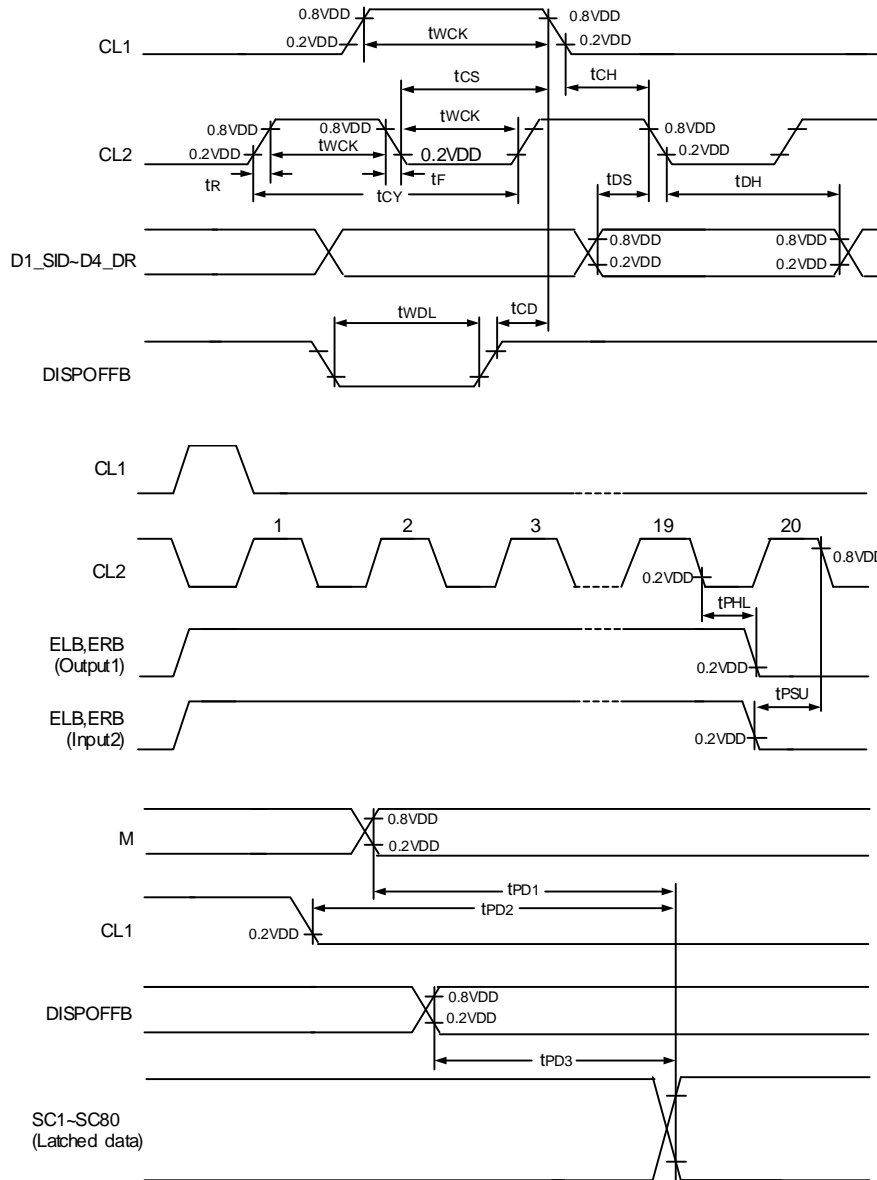 0.8VDD tWCK 0.8VDD
CL1 0.2VDD 0.2VDD
tCS tCH
0.8VDD 0.8VDD tWCK 0.8VDD
CL2 0.2VDD tWCK 0.2VDD 0.2VDD
tR tCY tF tDS tDH
D1_SID~D4_DR 0.8VDD 0.8VDD
0.2VDD 0.2VDD
tWDL tCD
DISPOFFB
CL1
1 2 3 19 20
CL2 0.2VDD 0.8VDD
tPHL
ELB,ERB
(Output1) 0.2VDD
tPSU
ELB,ERB
(Input2) 0.2VDD
M 0.8VDD
0.2VDD
tPD1
tPD2
CL1 0.2VDD
DISPOFFB 0.8VDD
0.2VDD
tPD3
SC1~SC80
(Latched data)